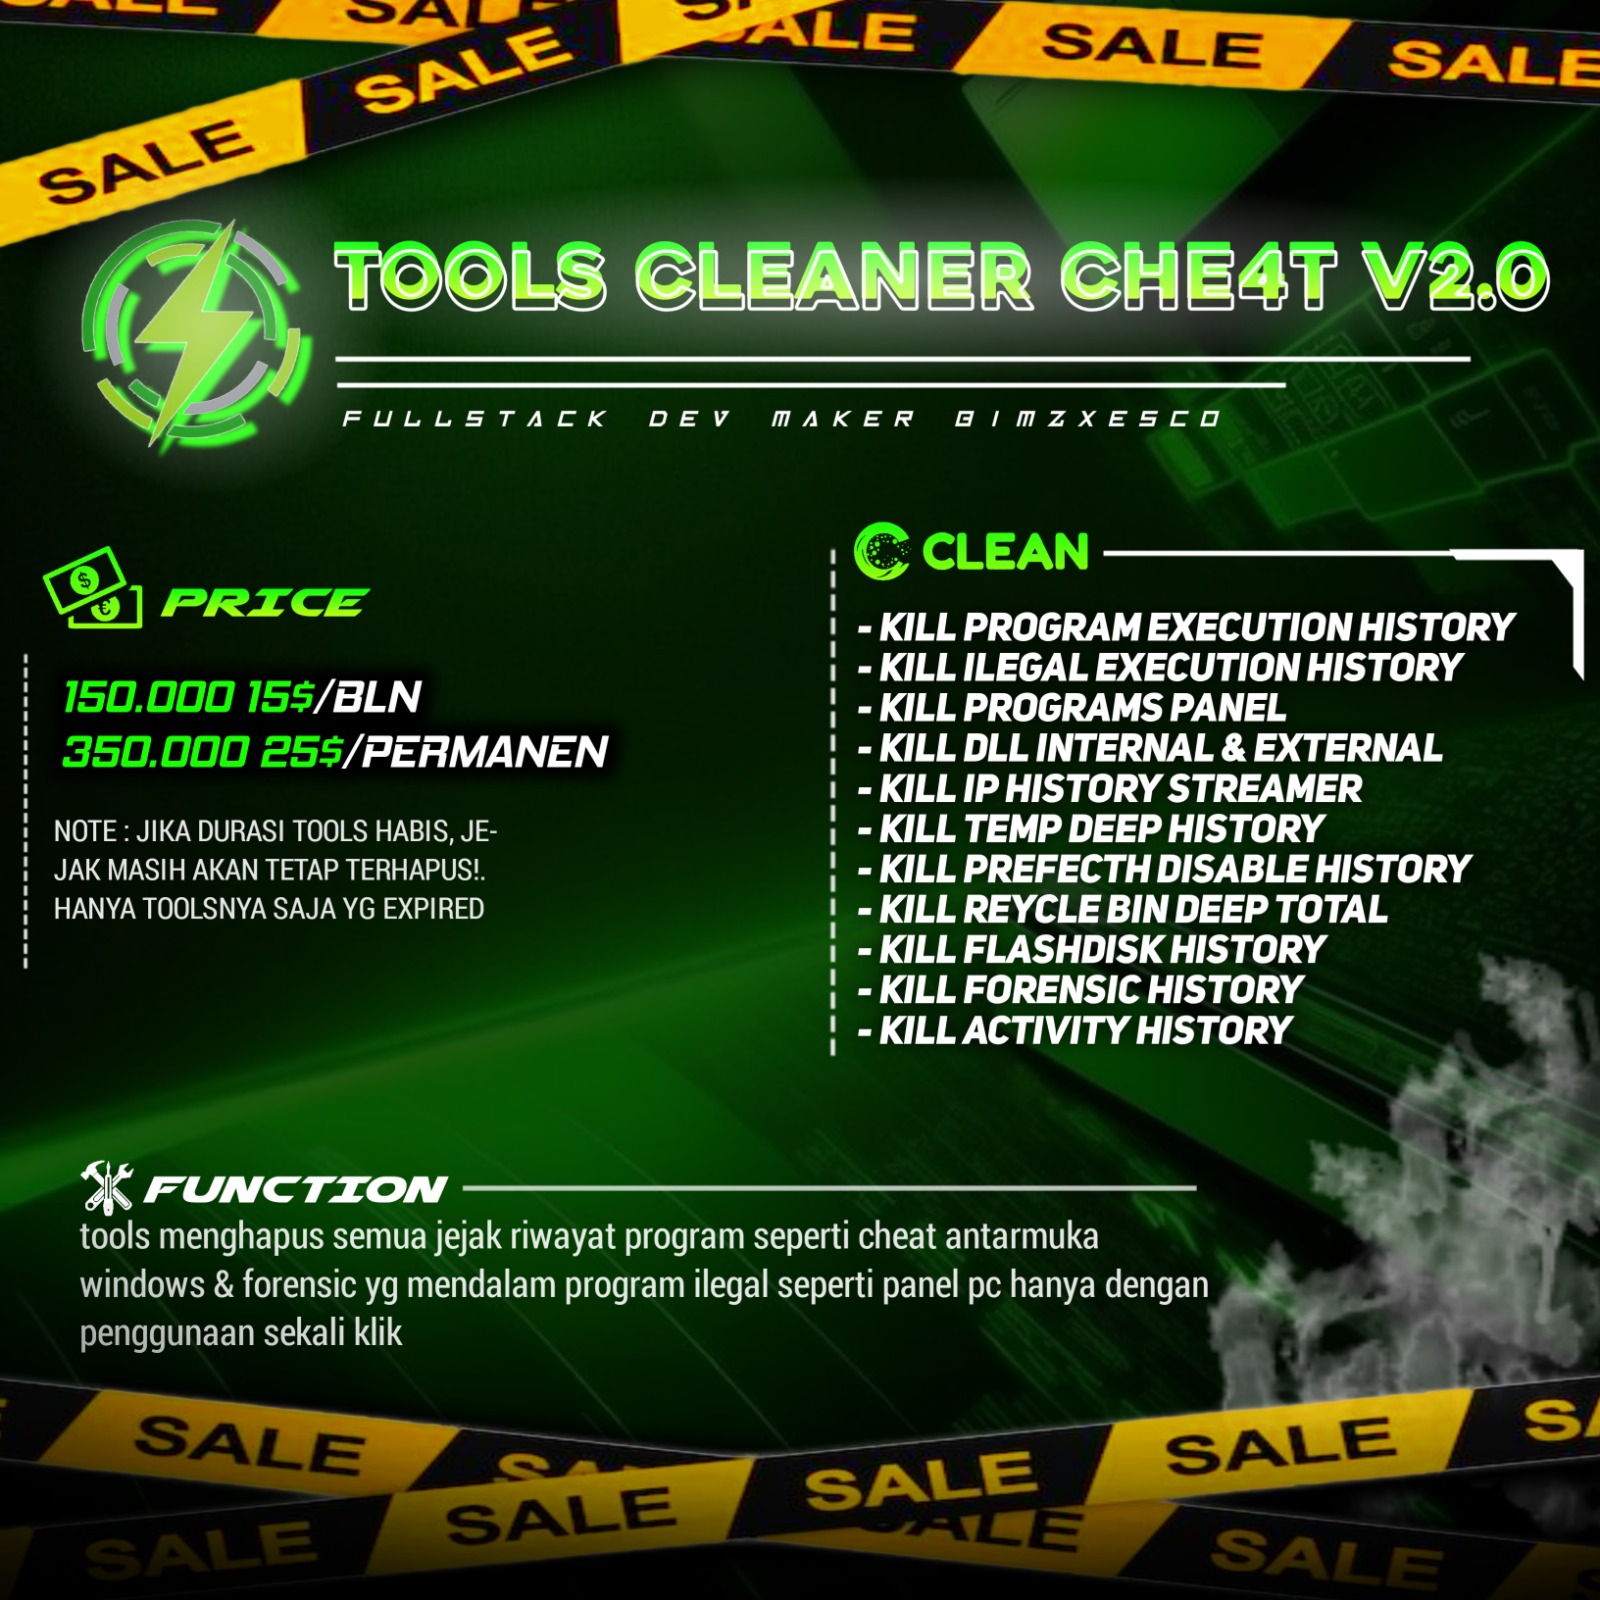 SALE SALE SALE SALE
SALE SALE SALE
TOOLS CLEANER CHE4T V2.0
FULLSTACK DEV MAKER BIMZXESCO
PRICE
150.000 15$/BLN
350.000 25$/PERMANEN
NOTE : JIKA DURASI TOOLS HABIS, JE-
JAK MASIH AKAN TETAP TERHAPUS!.
HANYA TOOLSNYA SAJA YG EXPIRED
CLEAN
- KILL PROGRAM EXECUTION HISTORY
- KILL ILEGAL EXECUTION HISTORY
- KILL PROGRAMS PANEL
- KILL DLL INTERNAL & EXTERNAL
- KILL IP HISTORY STREAMER
- KILL TEMP DEEP HISTORY
- KILL PREFECTH DISABLE HISTORY
- KILL REYCLE BIN DEEP TOTAL
- KILL FLASHDISK HISTORY
- KILL FORENSIC HISTORY
- KILL ACTIVITY HISTORY
FUNCTION
tools menghapus semua jejak riwayat program seperti cheat antarmuka
windows & forensic yg mendalam program ilegal seperti panel pc hanya dengan
penggunaan sekali klik
SALE SALE SALE SALE
SALE SALE SALE SALE